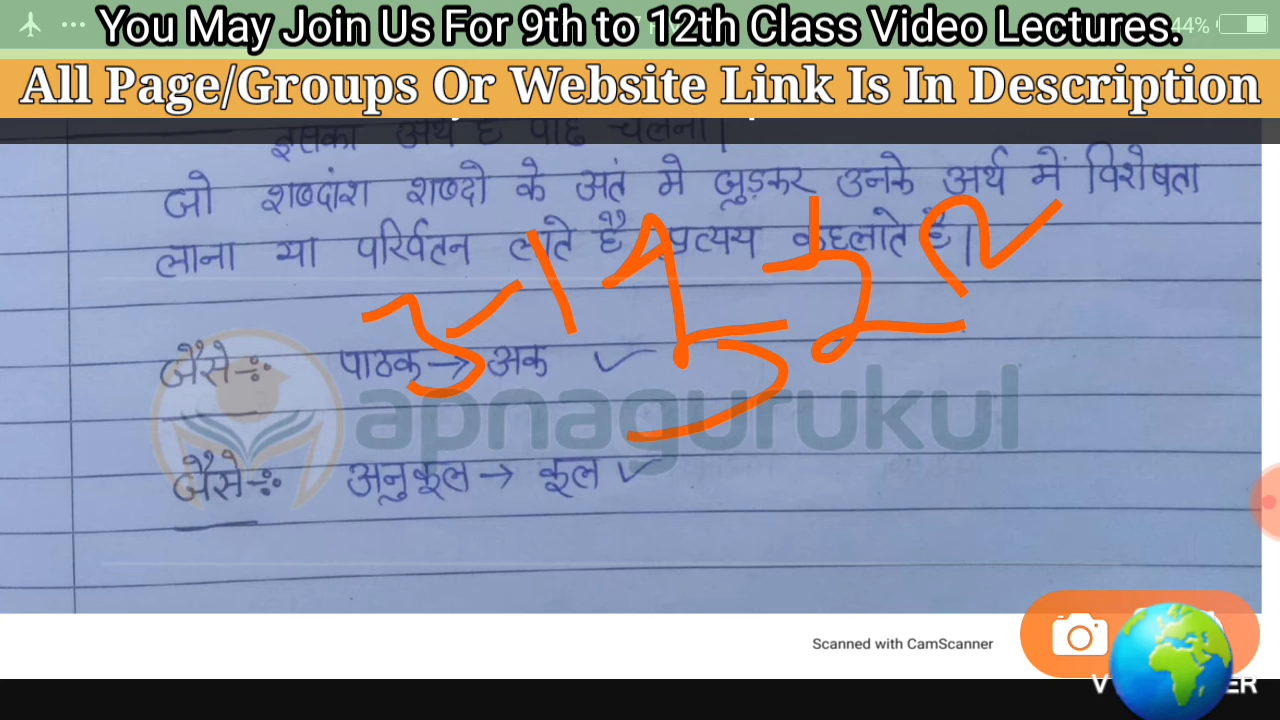 You May Join Us For 9th to 12th Class Video Lectures.
44%
All Page/Groups Or Website Link Is In Description
इसका अर्थ है पीछे चलना।
जो शब्दांश शब्दो के अंत मे जुड़कर उनके अर्थ में विशेषता
लाना या परिर्वतन लाते है प्रत्यय कहलाते है।
जैसे पाठक → अक
apnagurukul
जैसे अनुकूल → कूल
Scanned with CamScanner